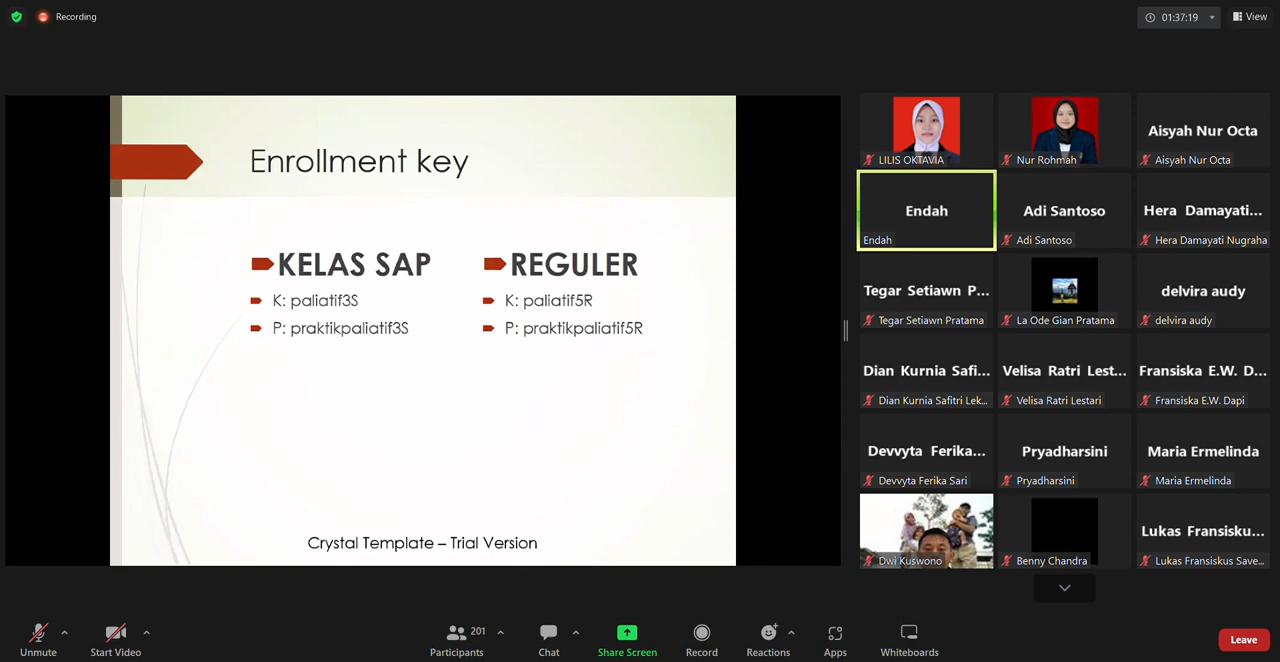 Recording
01:37:19
View
Enrollment key
KELAS SAP
K: paliatif3S
P: praktikpaliatif3S
REGULER
K: paliatif5R
P: praktikpaliatif5R
Crystal Template – Trial Version
LILIS OKTAVIA
Nur Rohmah
Aisyah Nur Octa
Aisyah Nur Octa
Endah
Endah
Adi Santoso
Adi Santoso
Hera Damayati...
Hera Damayati Nugraha
Tegar Setiawn P...
Tegar Setiawn Pratama
La Ode Gian Pratama
delvira audy
delvira audy
Dian Kurnia Safi...
Dian Kurnia Safitri Lek...
Velisa Ratri Lest...
Velisa Ratri Lestari
Fransiska E.W. D...
Fransiska E.W. Dapi
Devvyta Ferika...
Devvyta Ferika Sari
Pryadharsini
Pryadharsini
Maria Ermelinda
Maria Ermelinda
Dwi Kuswono
Benny Chandra
Lukas Fransisku...
Lukas Fransiskus Save...
Unmute
Start Video
201
Participants
Chat
Share Screen
Record
Reactions
Apps
Whiteboards
Leave